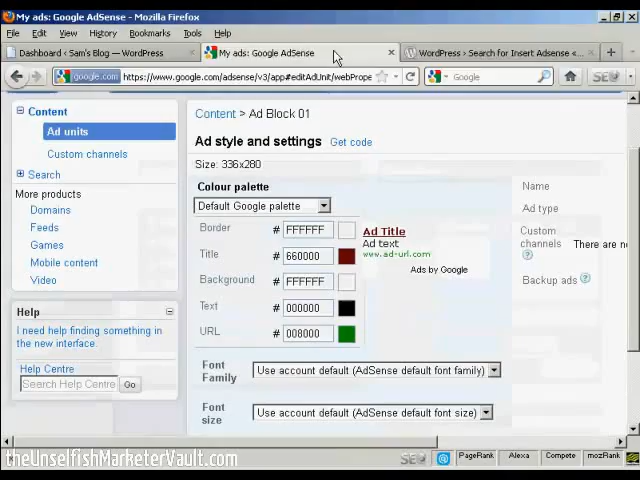 My ads: Google AdSense - Mozilla Firefox
File Edit View History Bookmarks Tools Help
Dashboard ‹ Sam's Blog — WordPress
My ads: Google AdSense
WordPress › Search for Insert Adsense «...
google.com https://www.google.com/adsense/v3/app#editAdUnit/webPrope
Google
Content
Ad units
Custom channels
Search
More products
Domains
Feeds
Games
Mobile content
Video
Help
I need help finding something in
the new interface.
Help Centre
Search Help Centre Go
Content > Ad Block 01
Ad style and settings Get code
Size: 336x280
Colour palette
Default Google palette
Border # FFFFFF
Title # 660000
Background # FFFFFF
Text # 000000
URL # 008000
Ad Title
Ad text
www.ad-url.com
Ads by Google
Font
Family
Use account default (AdSense default font family)
Font
size
Use account default (AdSense default font size)
Name
Ad type
Custom
channels
There are no
Backup ads
PageRank Alexa Compete mozRank
theUnselfishMarketerVault.com